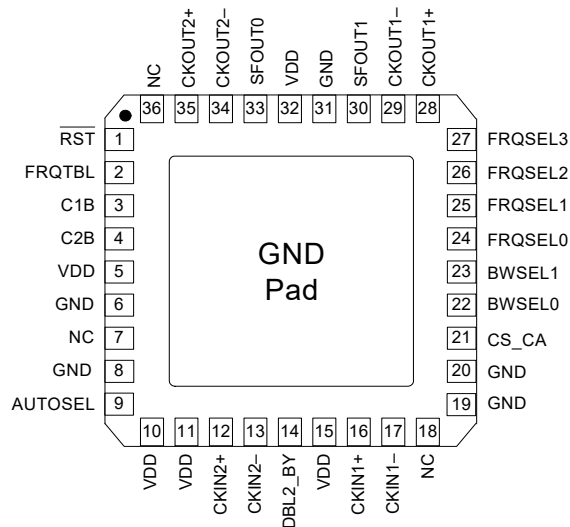 NC
CKOUT2+
CKOUT2–
SFOUT0
VDD
GND
SFOUT1
CKOUT1–
CKOUT1+
36 35 34 33 32 31 30 29 28
RST 1
FRQTBL 2
C1B 3
C2B 4
VDD 5
GND 6
NC 7
GND 8
AUTOSEL 9
GND
Pad
27 FRQSEL3
26 FRQSEL2
25 FRQSEL1
24 FRQSEL0
23 BWSEL1
22 BWSEL0
21 CS_CA
20 GND
19 GND
10 11 12 13 14 15 16 17 18
VDD
VDD
CKIN2+
CKIN2–
DBL2_BY
VDD
CKIN1+
CKIN1–
NC